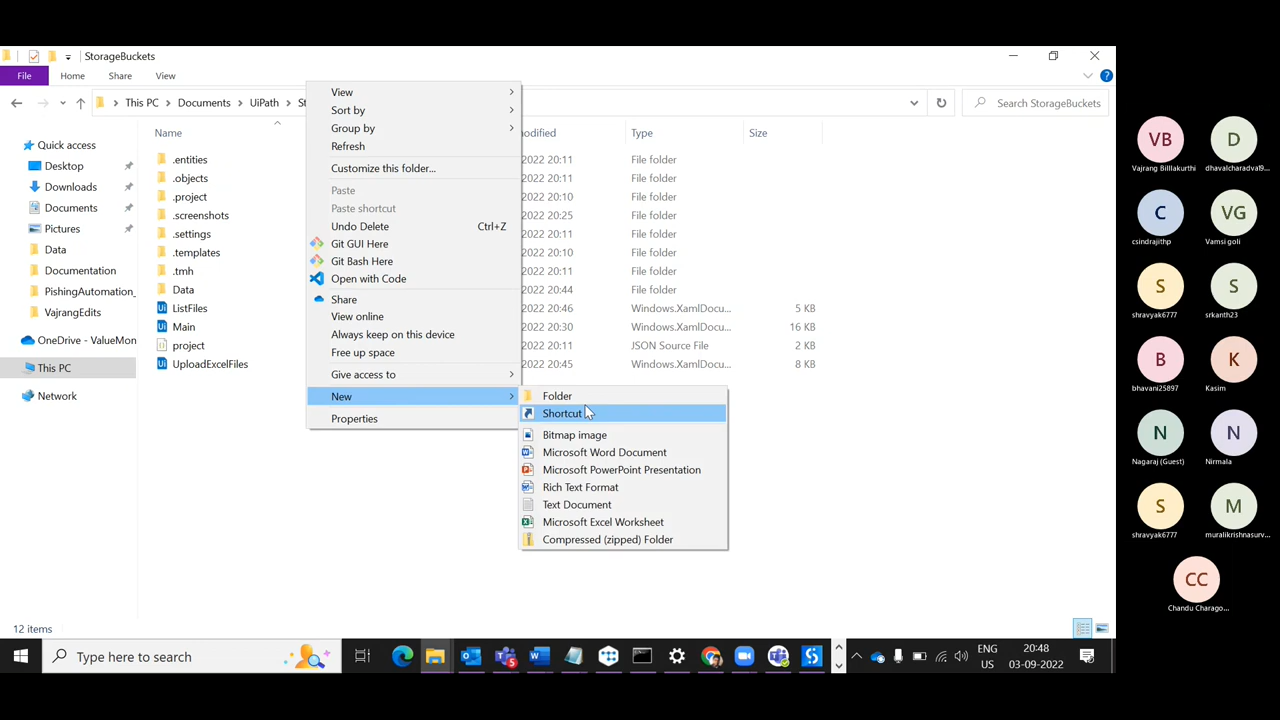 StorageBuckets
File
Home
Share
View
This PC
Documents
UiPath
St
Search StorageBuckets
Name
odified
Type
Size
Quick access
Desktop
Downloads
Documents
Pictures
Data
Documentation
PishingAutomation_
VajrangEdits
OneDrive - ValueMon
This PC
Network
.entities
.objects
.project
.screenshots
.settings
.templates
.tmh
Data
ListFiles
Main
project
UploadExcelFiles
2022 20:11 File folder
2022 20:11 File folder
2022 20:10 File folder
2022 20:25 File folder
2022 20:11 File folder
2022 20:10 File folder
2022 20:11 File folder
2022 20:44 File folder
2022 20:46 Windows.XamlDocu... 5 KB
2022 20:30 Windows.XamlDocu... 16 KB
2022 20:11 JSON Source File 2 KB
2022 20:45 Windows.XamlDocu... 8 KB
View
Sort by
Group by
Refresh
Customize this folder...
Paste
Paste shortcut
Undo Delete Ctrl+Z
Git GUI Here
Git Bash Here
Open with Code
Share
View online
Always keep on this device
Free up space
Give access to
New
Properties
Folder
Shortcut
Bitmap image
Microsoft Word Document
Microsoft PowerPoint Presentation
Rich Text Format
Text Document
Microsoft Excel Worksheet
Compressed (zipped) Folder
12 items
Type here to search
ENG
US
20:48
03-09-2022
VB
Vajrang Billlakurthi
D
dhavalcharadva19...
C
csindrajithp
VG
Vamsi goli
S
shravyak6777
S
srkanth23
B
bhavani25897
K
Kasim
N
Nagaraj (Guest)
N
Nirmala
S
shravyak6777
M
muralikrishnasurv...
CC
Chandu Charago...